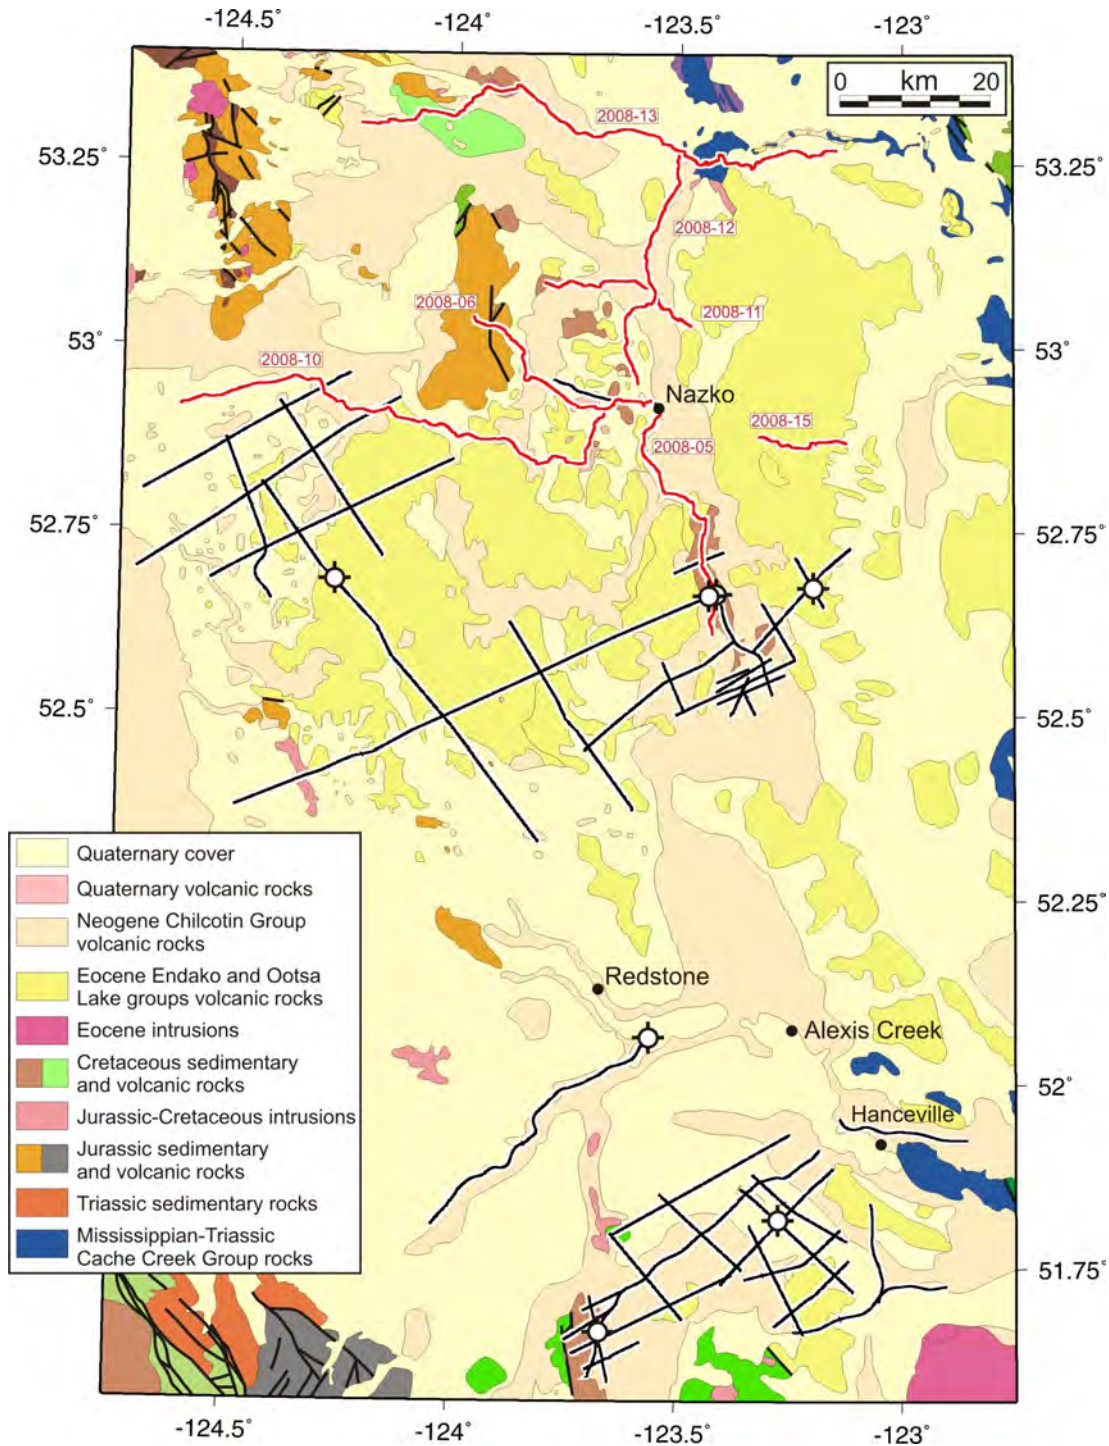 -124.5° -124° -123.5° -123°
0 km 20
2008-13
53.25° 53.25°
2008-12
2008-06 2008-11
53° 53°
2008-10
Nazko
2008-15
2008-05
52.75° 52.75°
52.5° 52.5°
Quaternary cover
Quaternary volcanic rocks
Neogene Chilcotin Group
volcanic rocks
Eocene Endako and Ootsa
Lake groups volcanic rocks
Eocene intrusions
Cretaceous sedimentary
and volcanic rocks
Jurassic-Cretaceous intrusions
Jurassic sedimentary
and volcanic rocks
Triassic sedimentary rocks
Mississippian-Triassic
Cache Creek Group rocks
52.25°
Redstone
Alexis Creek
52°
Hanceville
51.75°
-124.5° -124° -123.5° -123°